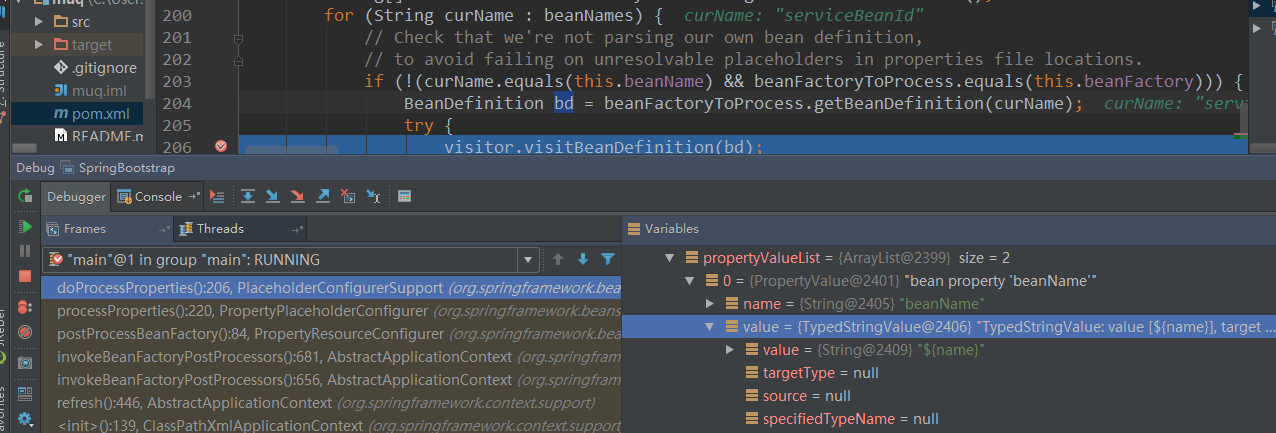 muq
src
target
.gitignore
muq.iml
pom.xml
README.m
Z: Structure
200 for (String curName : beanNames) { curName: "serviceBeanId"
201 // Check that we're not parsing our own bean definition,
202 // to avoid failing on unresolvable placeholders in properties file locations.
203 if (!(curName.equals(this.beanName) && beanFactoryToProcess.equals(this.beanFactory))) {
204 BeanDefinition bd = beanFactoryToProcess.getBeanDefinition(curName); curName: "serv
205 try {
206 visitor.visitBeanDefinition(bd);
Debug SpringBootstrap
Debugger Console
Frames Threads
"main"@1 in group "main": RUNNING
doProcessProperties():206, PlaceholderConfigurerSupport (org.springframework.bea
processProperties():220, PropertyPlaceholderConfigurer (org.springframework.beans
postProcessBeanFactory():84, PropertyResourceConfigurer (org.springframework.be
invokeBeanFactoryPostProcessors():681, AbstractApplicationContext (org.springfram
invokeBeanFactoryPostProcessors():656, AbstractApplicationContext (org.springfram
refresh():446, AbstractApplicationContext (org.springframework.context.support)
<init>():139, ClassPathXmlApplicationContext (org.springframework.context.support
Variables
propertyValueList = {ArrayList@2399} size = 2
0 = {PropertyValue@2401} "bean property 'beanName'"
name = {String@2405} "beanName"
value = {TypedStringValue@2406} "TypedStringValue: value [${name}], target ...
value = {String@2409} "${name}"
targetType = null
source = null
specifiedTypeName = null
JRebel
avorites